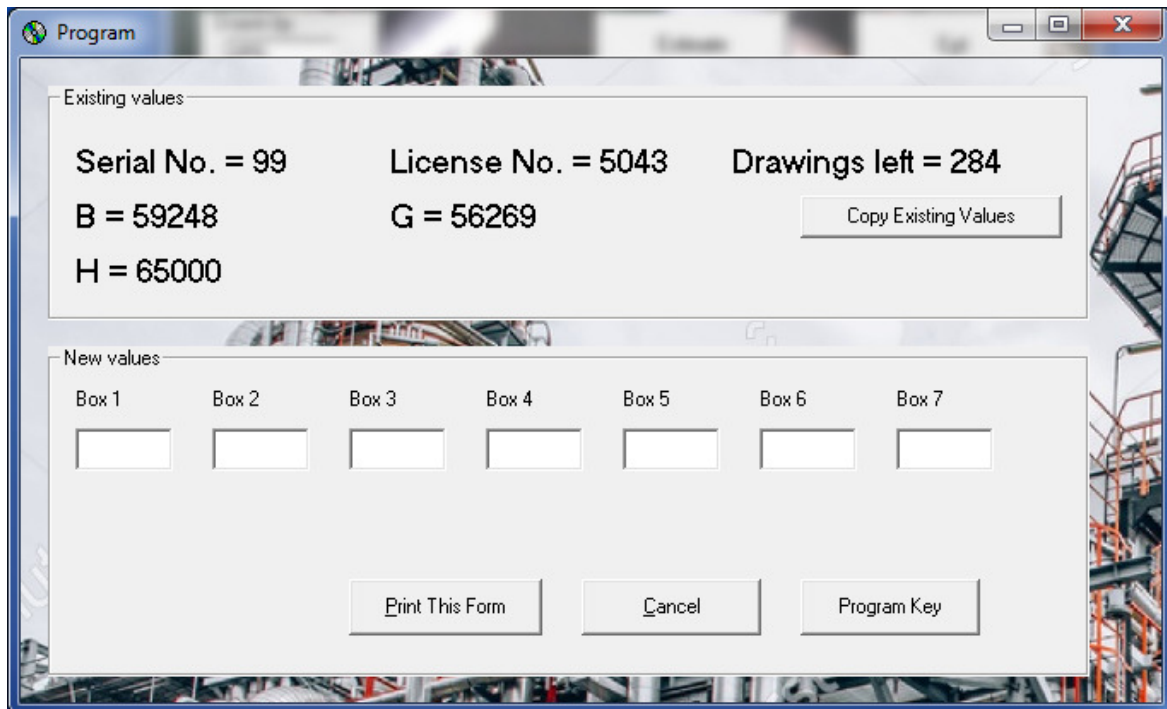 Program
Existing values
Serial No. = 99 License No. = 5043 Drawings left = 284
B = 59248 G = 56269 Copy Existing Values
H = 65000
New values
Box 1 Box 2 Box 3 Box 4 Box 5 Box 6 Box 7
Print This Form Cancel Program Key